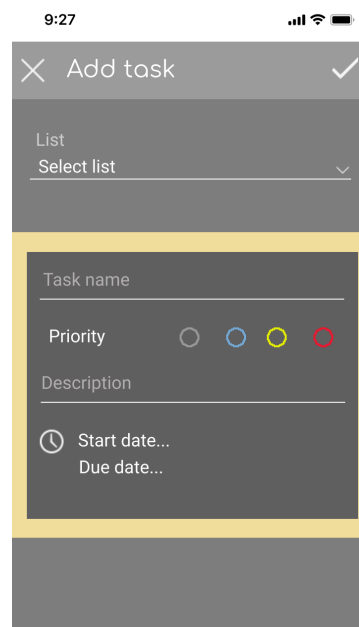 9:27
Add task
List
Select list
Task name
Priority
Description
Start date...
Due date...